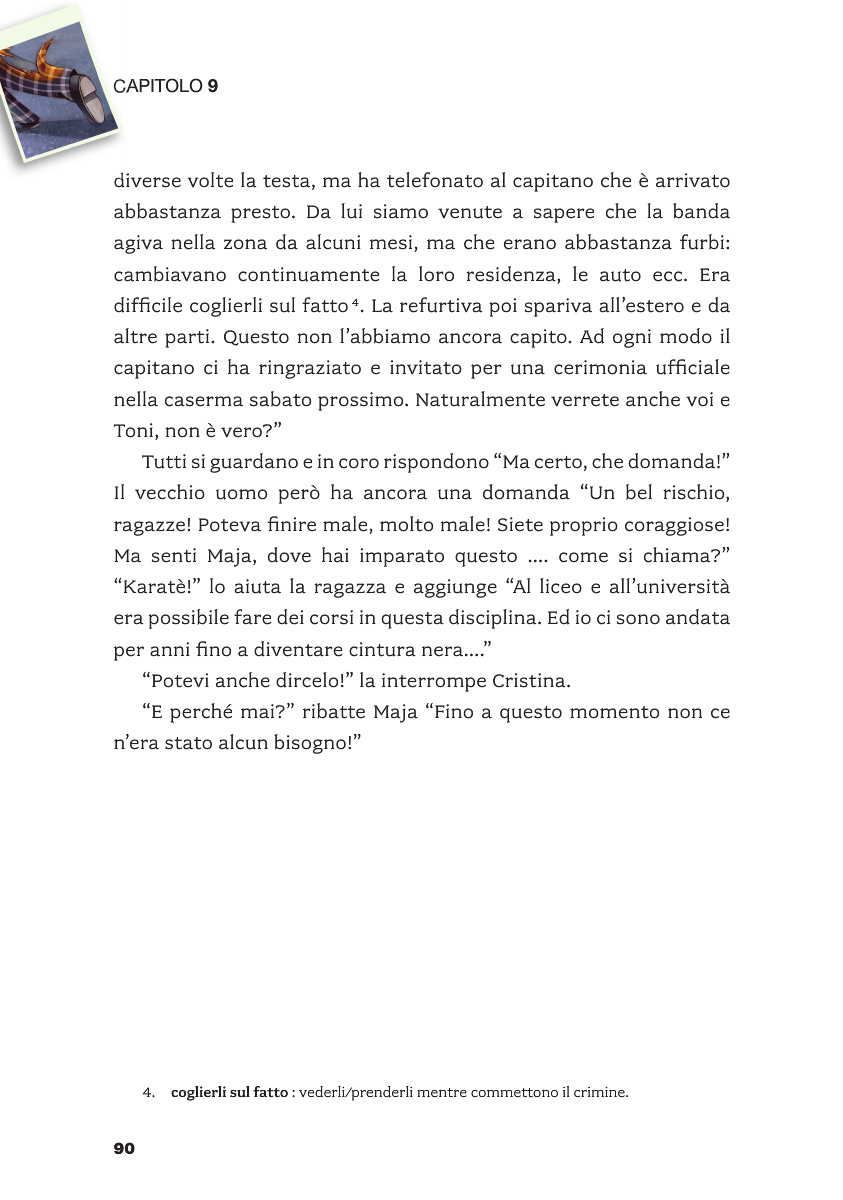 CAPITOLO 9
diverse volte la testa, ma ha telefonato al capitano che è arrivato
abbastanza presto. Da lui siamo venute a sapere che la banda
agiva nella zona da alcuni mesi, ma che erano abbastanza furbi:
cambiavano continuamente la loro residenza, le auto ecc. Era
difficile coglierli sul fatto⁴. La refurtiva poi spariva all’estero e da
altre parti. Questo non l’abbiamo ancora capito. Ad ogni modo il
capitano ci ha ringraziato e invitato per una cerimonia ufficiale
nella caserma sabato prossimo. Naturalmente verrete anche voi e
Toni, non è vero?”
Tutti si guardano e in coro rispondono “Ma certo, che domanda!”
Il vecchio uomo però ha ancora una domanda “Un bel rischio,
ragazze! Poteva finire male, molto male! Siete proprio coraggiose!
Ma senti Maja, dove hai imparato questo .... come si chiama?”
“Karatè!” lo aiuta la ragazza e aggiunge “Al liceo e all’università
era possibile fare dei corsi in questa disciplina. Ed io ci sono andata
per anni fino a diventare cintura nera....”
“Potevi anche dircelo!” la interrompe Cristina.
“E perché mai?” ribatte Maja “Fino a questo momento non ce
n’era stato alcun bisogno!”
4. coglierli sul fatto : vederli/prenderli mentre commettono il crimine.
90